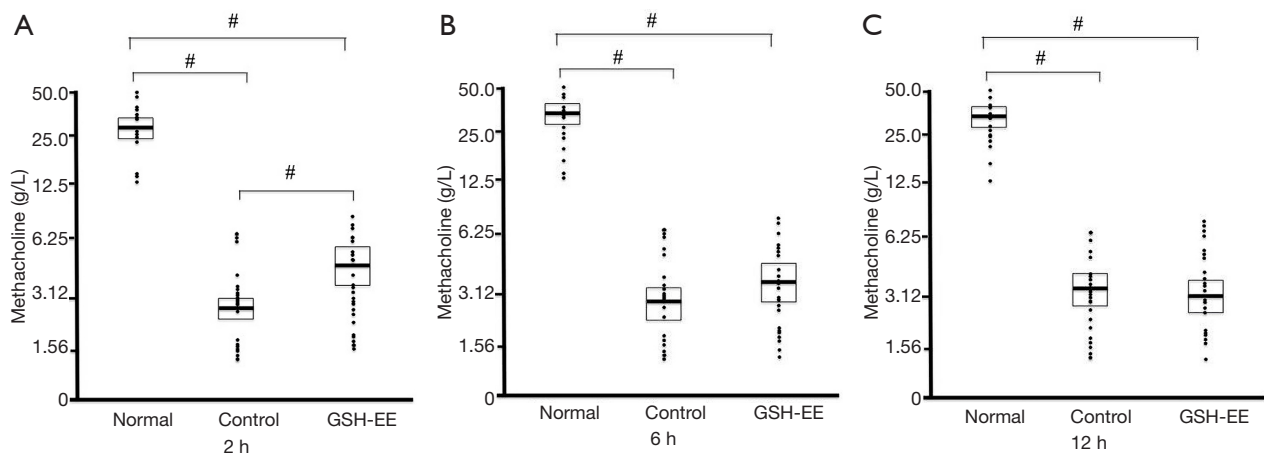 A
#
#
#
Methacholine (g/L)
50.0
25.0
12.5
6.25
3.12
1.56
0
Normal Control GSH-EE
2 h
B
#
#
Methacholine (g/L)
50.0
25.0
12.5
6.25
3.12
1.56
0
Normal Control GSH-EE
6 h
C
#
#
Methacholine (g/L)
50.0
25.0
12.5
6.25
3.12
1.56
0
Normal Control GSH-EE
12 h